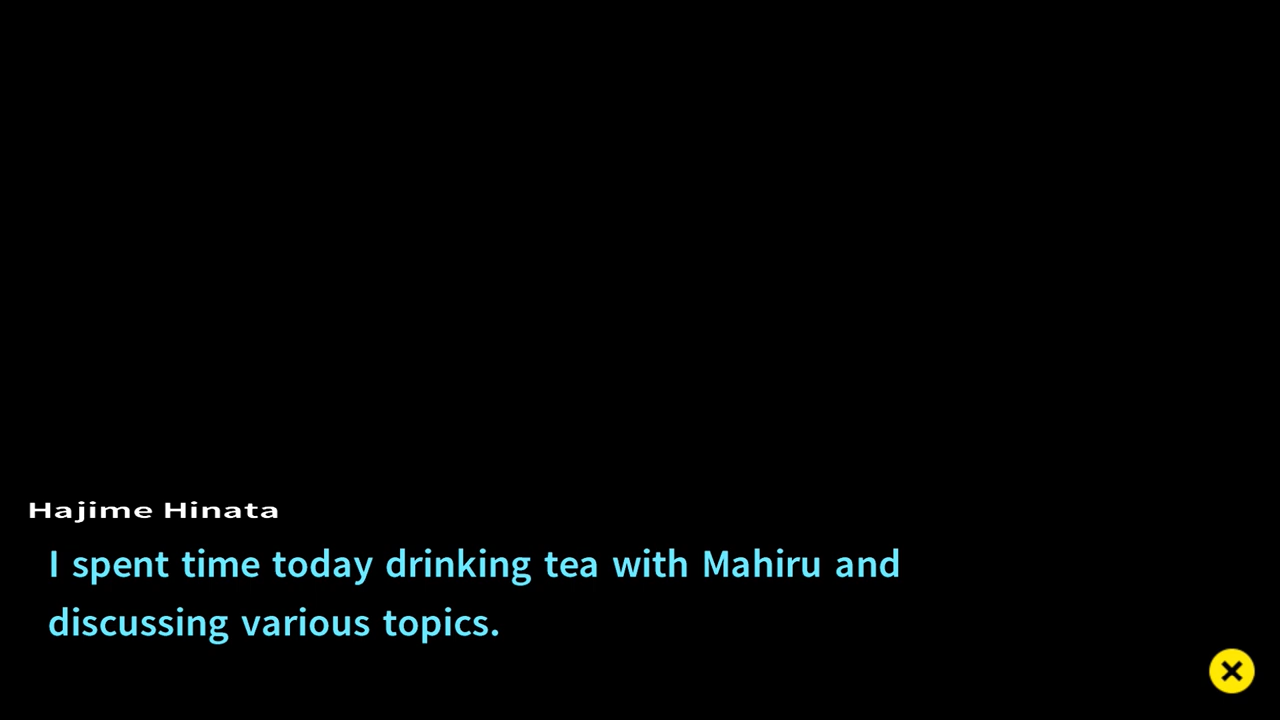 Hajime Hinata
I spent time today drinking tea with Mahiru and
discussing various topics.